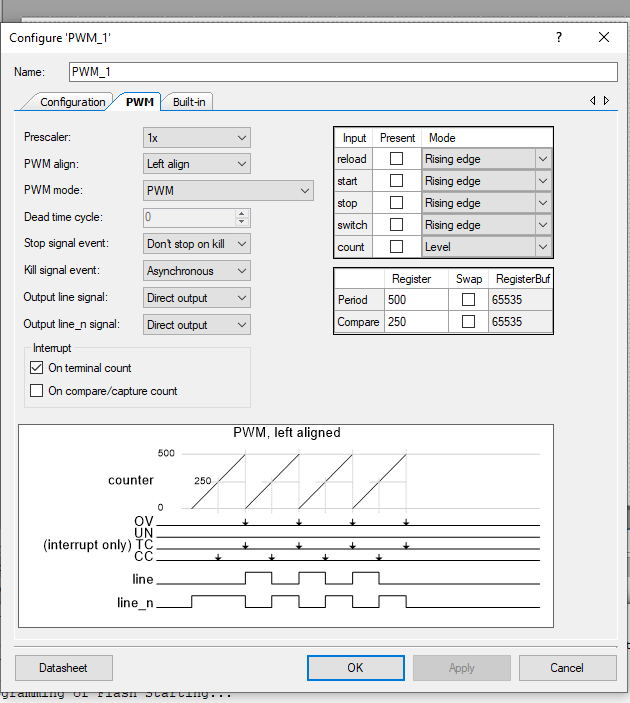 Configure 'PWM_1'
?
Name: PWM_1
Configuration PWM Built-in
Prescaler: 1x
PWM align: Left align
PWM mode: PWM
Dead time cycle: 0
Stop signal event: Don't stop on kill
Kill signal event: Asynchronous
Output line signal: Direct output
Output line_n signal: Direct output
Interrupt
On terminal count
On compare/capture count
Input Present Mode
reload Rising edge
start Rising edge
stop Rising edge
switch Rising edge
count Level
Register Swap RegisterBuf
Period 500 65535
Compare 250 65535
PWM, left aligned
500
counter 250
0
OV
UN
(interrupt only) TC
CC
line
line_n
Datasheet OK Apply Cancel
gramming of Flash Starting...